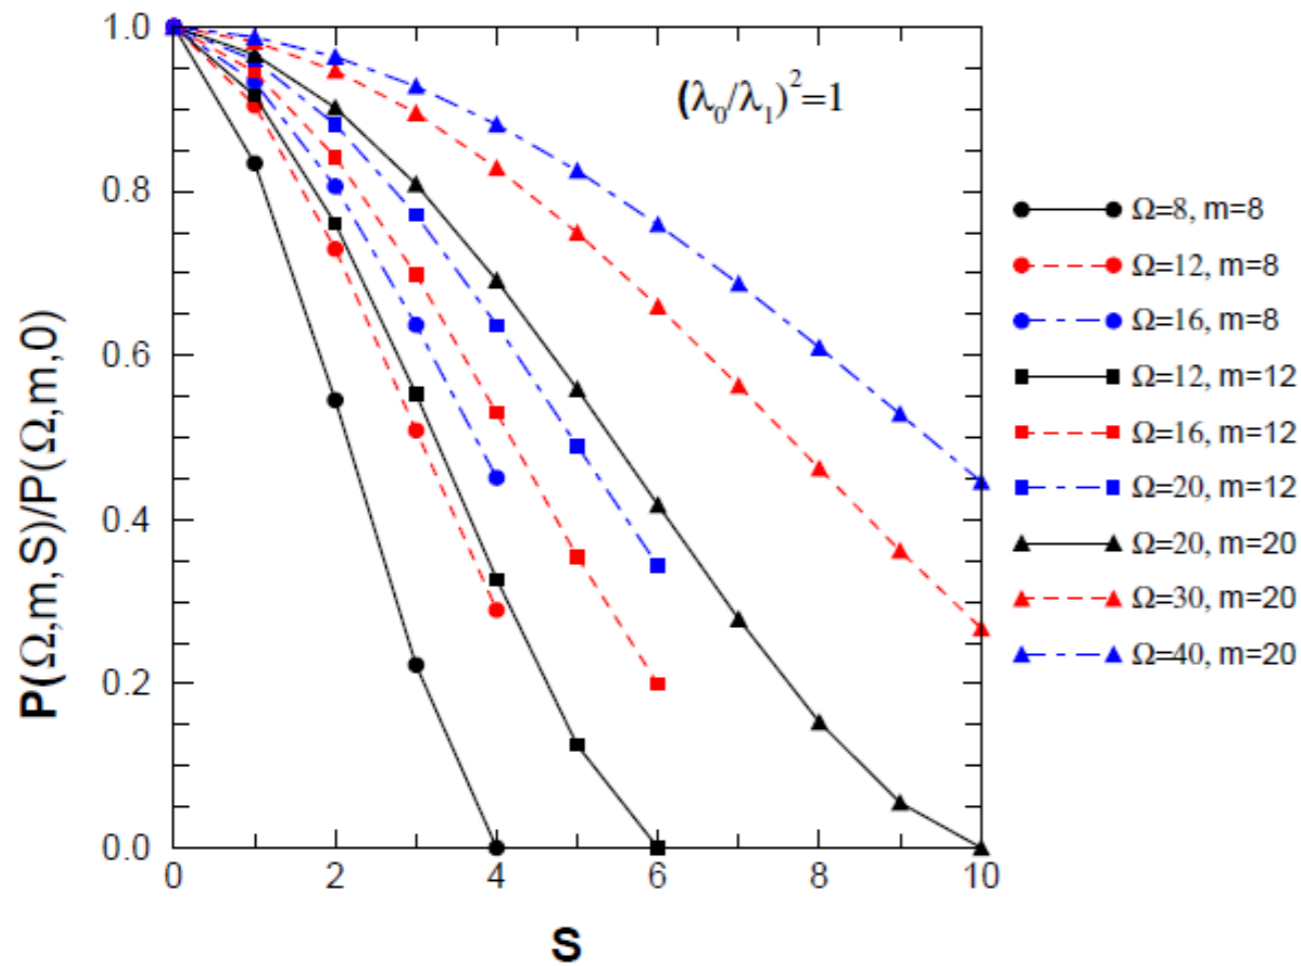 1.0
0.8
0.6
0.4
0.2
0.0
P(Ω,m,S)/P(Ω,m,0)
(λ₀/λ₁)²=1
0 2 4 6 8 10
S
Ω=8, m=8
Ω=12, m=8
Ω=16, m=8
Ω=12, m=12
Ω=16, m=12
Ω=20, m=12
Ω=20, m=20
Ω=30, m=20
Ω=40, m=20